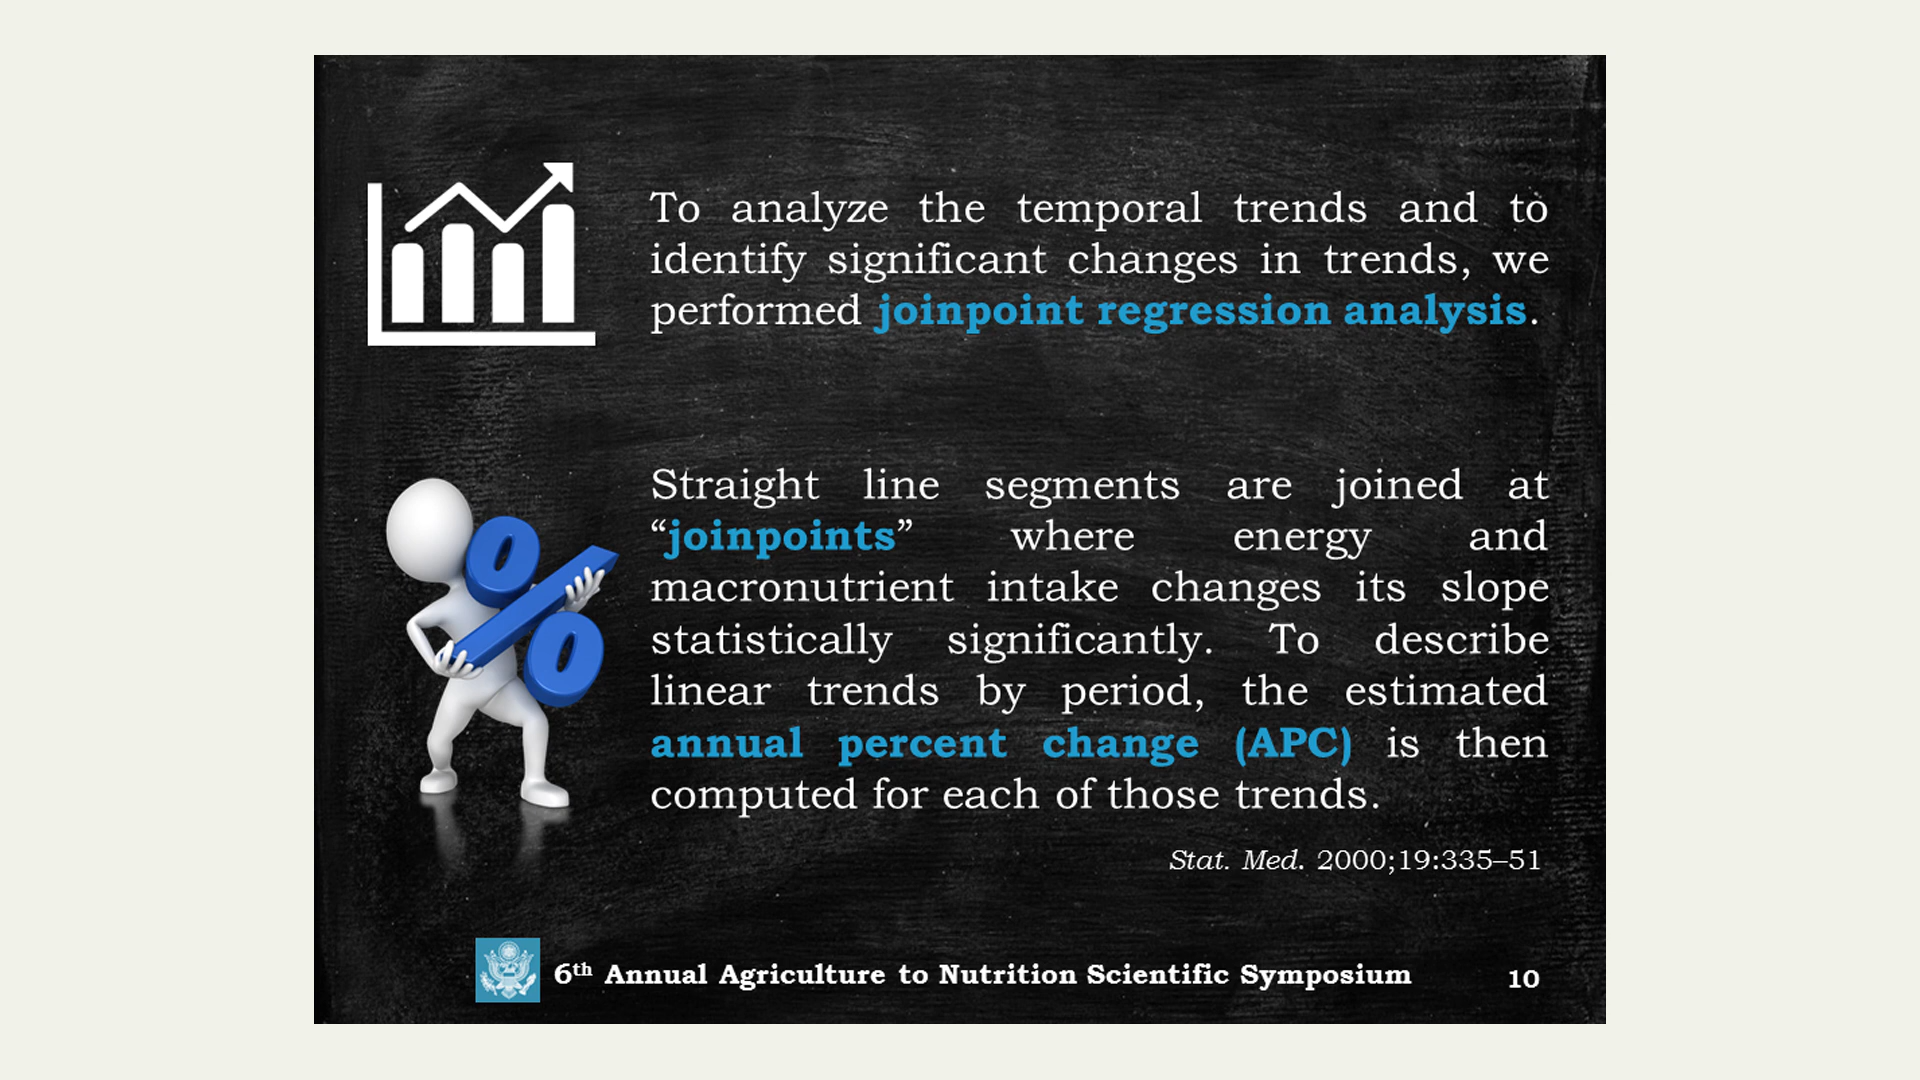 To analyze the temporal trends and to
identify significant changes in trends, we
performed joinpoint regression analysis.
Straight line segments are joined at
“joinpoints” where energy and
macronutrient intake changes its slope
statistically significantly. To describe
linear trends by period, the estimated
annual percent change (APC) is then
computed for each of those trends.
Stat. Med. 2000;19:335–51
6th Annual Agriculture to Nutrition Scientific Symposium
10